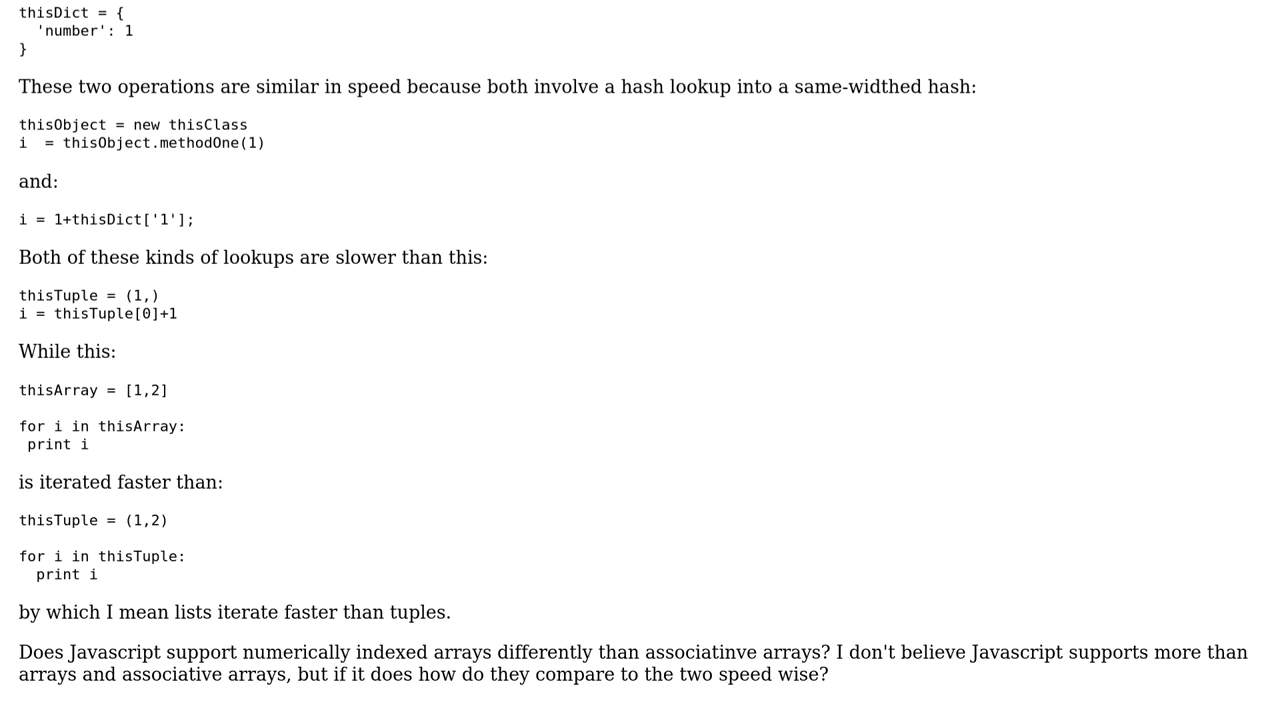 thisDict = {
  'number': 1
}
These two operations are similar in speed because both involve a hash lookup into a same-widthed hash:
thisObject = new thisClass
i  = thisObject.methodOne(1)
and:
i = 1+thisDict['1'];
Both of these kinds of lookups are slower than this:
thisTuple = (1,)
i = thisTuple[0]+1
While this:
thisArray = [1,2]
for i in thisArray:
 print i
is iterated faster than:
thisTuple = (1,2)
for i in thisTuple:
  print i
by which I mean lists iterate faster than tuples.
Does Javascript support numerically indexed arrays differently than associatinve arrays? I don't believe Javascript supports more than
arrays and associative arrays, but if it does how do they compare to the two speed wise?